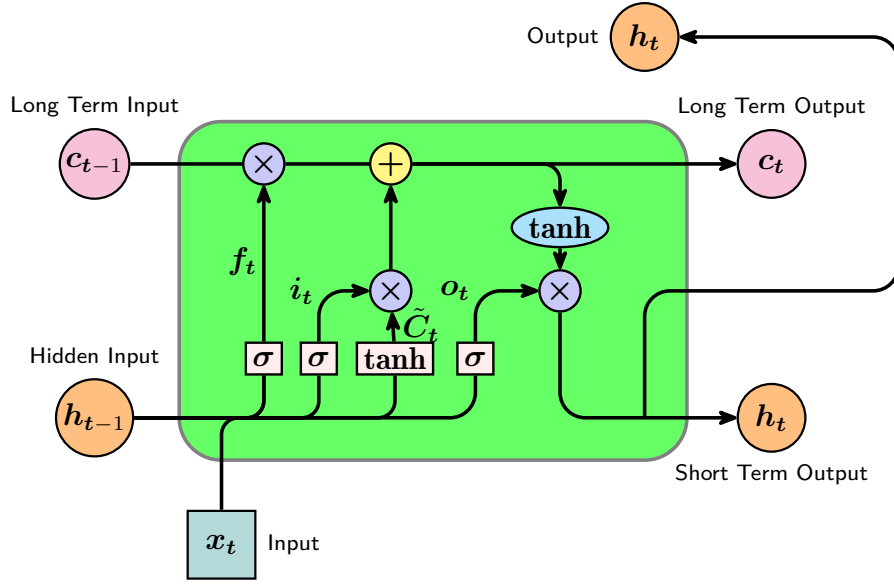 Output
h_t
Long Term Input
Long Term Output
c_{t−1}
×
+
c_t
tanh
f_t
i_t
×
o_t
×
C̃_t
Hidden Input
σ
σ
tanh
σ
h_{t−1}
h_t
Short Term Output
x_t
Input